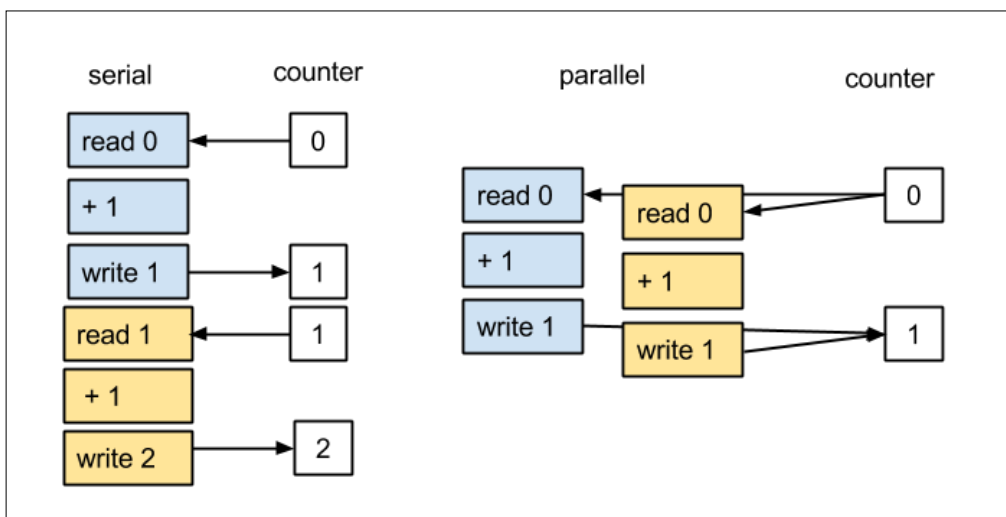 serial
counter
read 0
0
+ 1
write 1
1
read 1
1
+ 1
write 2
2
parallel
counter
read 0
read 0
0
+ 1
+ 1
write 1
write 1
1